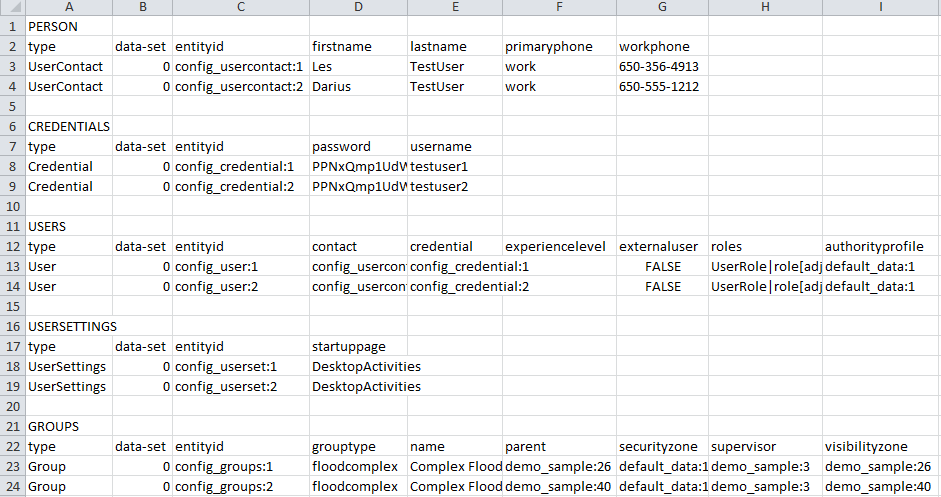 A B C D E F G H I
1 PERSON
2 type data-set entityid firstname lastname primaryphone workphone
3 UserContact 0 config_usercontact:1 Les TestUser work 650-356-4913
4 UserContact 0 config_usercontact:2 Darius TestUser work 650-555-1212
5
6 CREDENTIALS
7 type data-set entityid password username
8 Credential 0 config_credential:1 PPNxQmp1UdW testuser1
9 Credential 0 config_credential:2 PPNxQmp1UdW testuser2
10
11 USERS
12 type data-set entityid contact credential experiencelevel externaluser roles authorityprofile
13 User 0 config_user:1 config_usercon config_credential:1 FALSE UserRole|role[adj default_data:1
14 User 0 config_user:2 config_usercon config_credential:2 FALSE UserRole|role[adj default_data:1
15
16 USERSETTINGS
17 type data-set entityid startuppage
18 UserSettings 0 config_userset:1 DesktopActivities
19 UserSettings 0 config_userset:2 DesktopActivities
20
21 GROUPS
22 type data-set entityid grouptype name parent securityzone supervisor visibilityzone
23 Group 0 config_groups:1 floodcomplex Complex Flood demo_sample:26 default_data:1 demo_sample:3 demo_sample:26
24 Group 0 config_groups:2 floodcomplex Complex Flood demo_sample:40 default_data:1 demo_sample:3 demo_sample:40